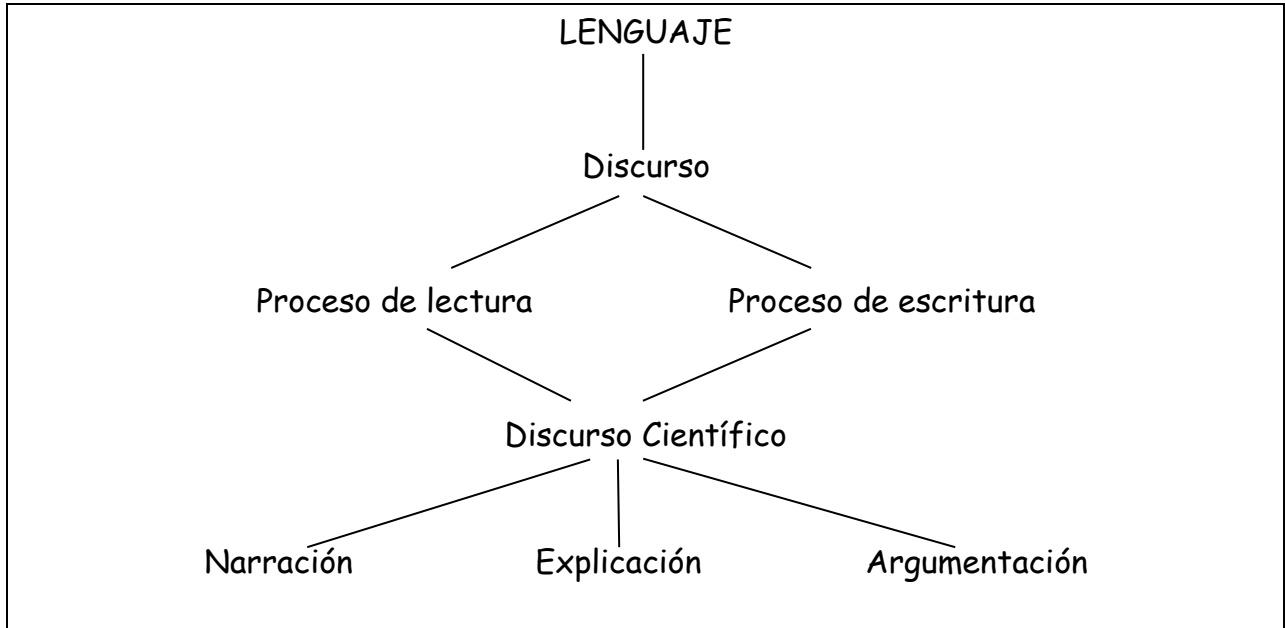 LENGUAJE
Discurso
Proceso de lectura Proceso de escritura
Discurso Científico
Narración Explicación Argumentación